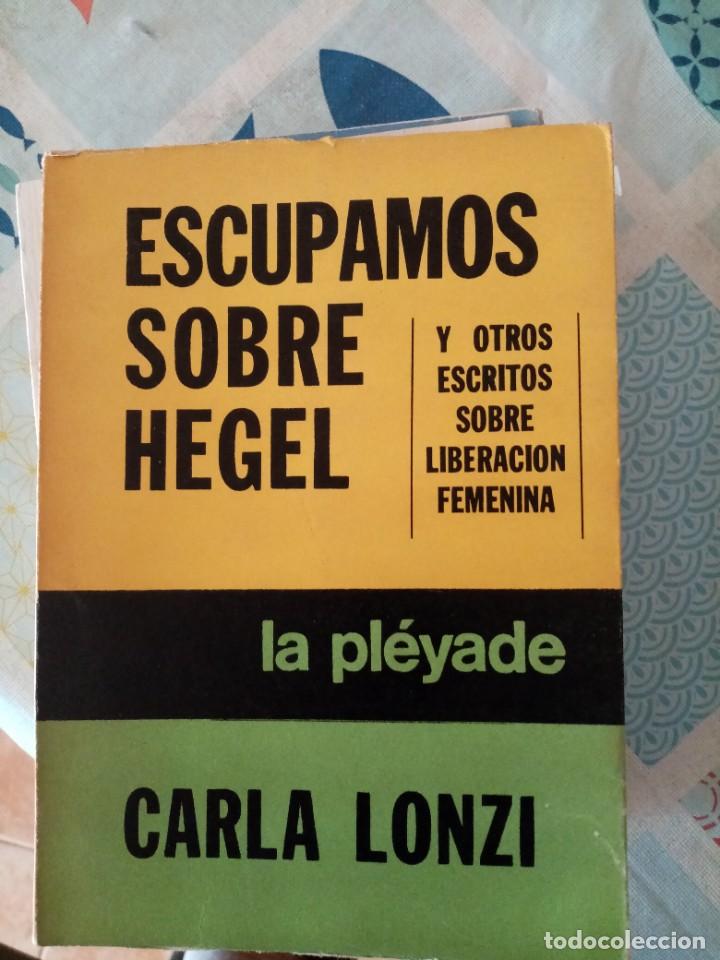 ESCUPAMOS
SOBRE
HEGEL
Y OTROS
ESCRITOS
SOBRE
LIBERACION
FEMENINA
la pléyade
CARLA LONZI
todocoleccion